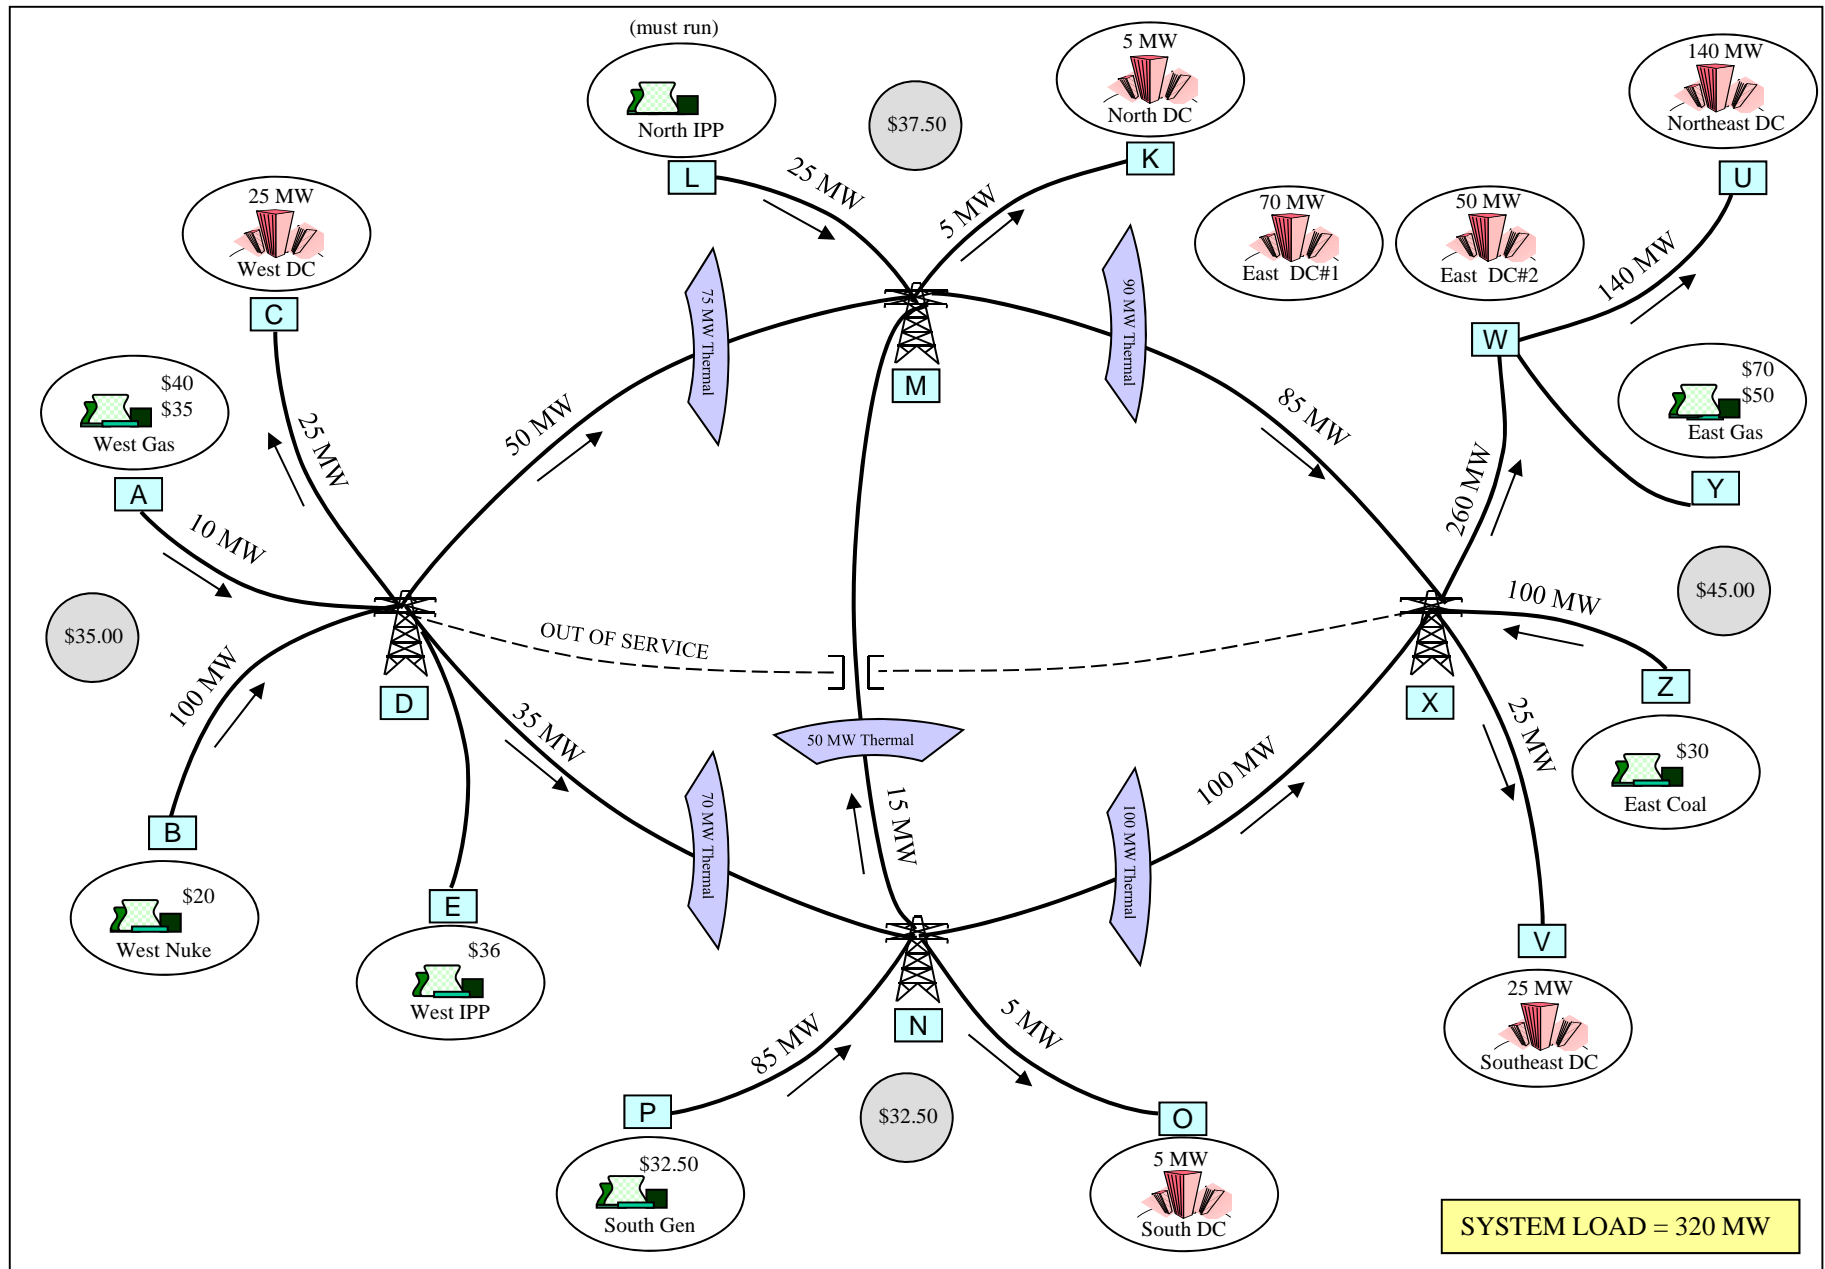 (must run)
North IPP
L
25 MW
$37.50
5 MW
North DC
K
5 MW
140 MW
Northeast DC
U
25 MW
West DC
C
70 MW
East DC#1
50 MW
East DC#2
W
140 MW
75 MW Thermal
90 MW Thermal
M
$40
$35
West Gas
A
10 MW
25 MW
50 MW
85 MW
$70
$50
East Gas
Y
260 MW
$35.00
100 MW
D
OUT OF SERVICE
X
100 MW
$45.00
Z
$30
East Coal
B
$20
West Nuke
E
$36
West IPP
35 MW
70 MW Thermal
50 MW Thermal
15 MW
100 MW Thermal
100 MW
25 MW
V
25 MW
Southeast DC
N
85 MW
5 MW
P
$32.50
South Gen
$32.50
O
5 MW
South DC
SYSTEM LOAD = 320 MW